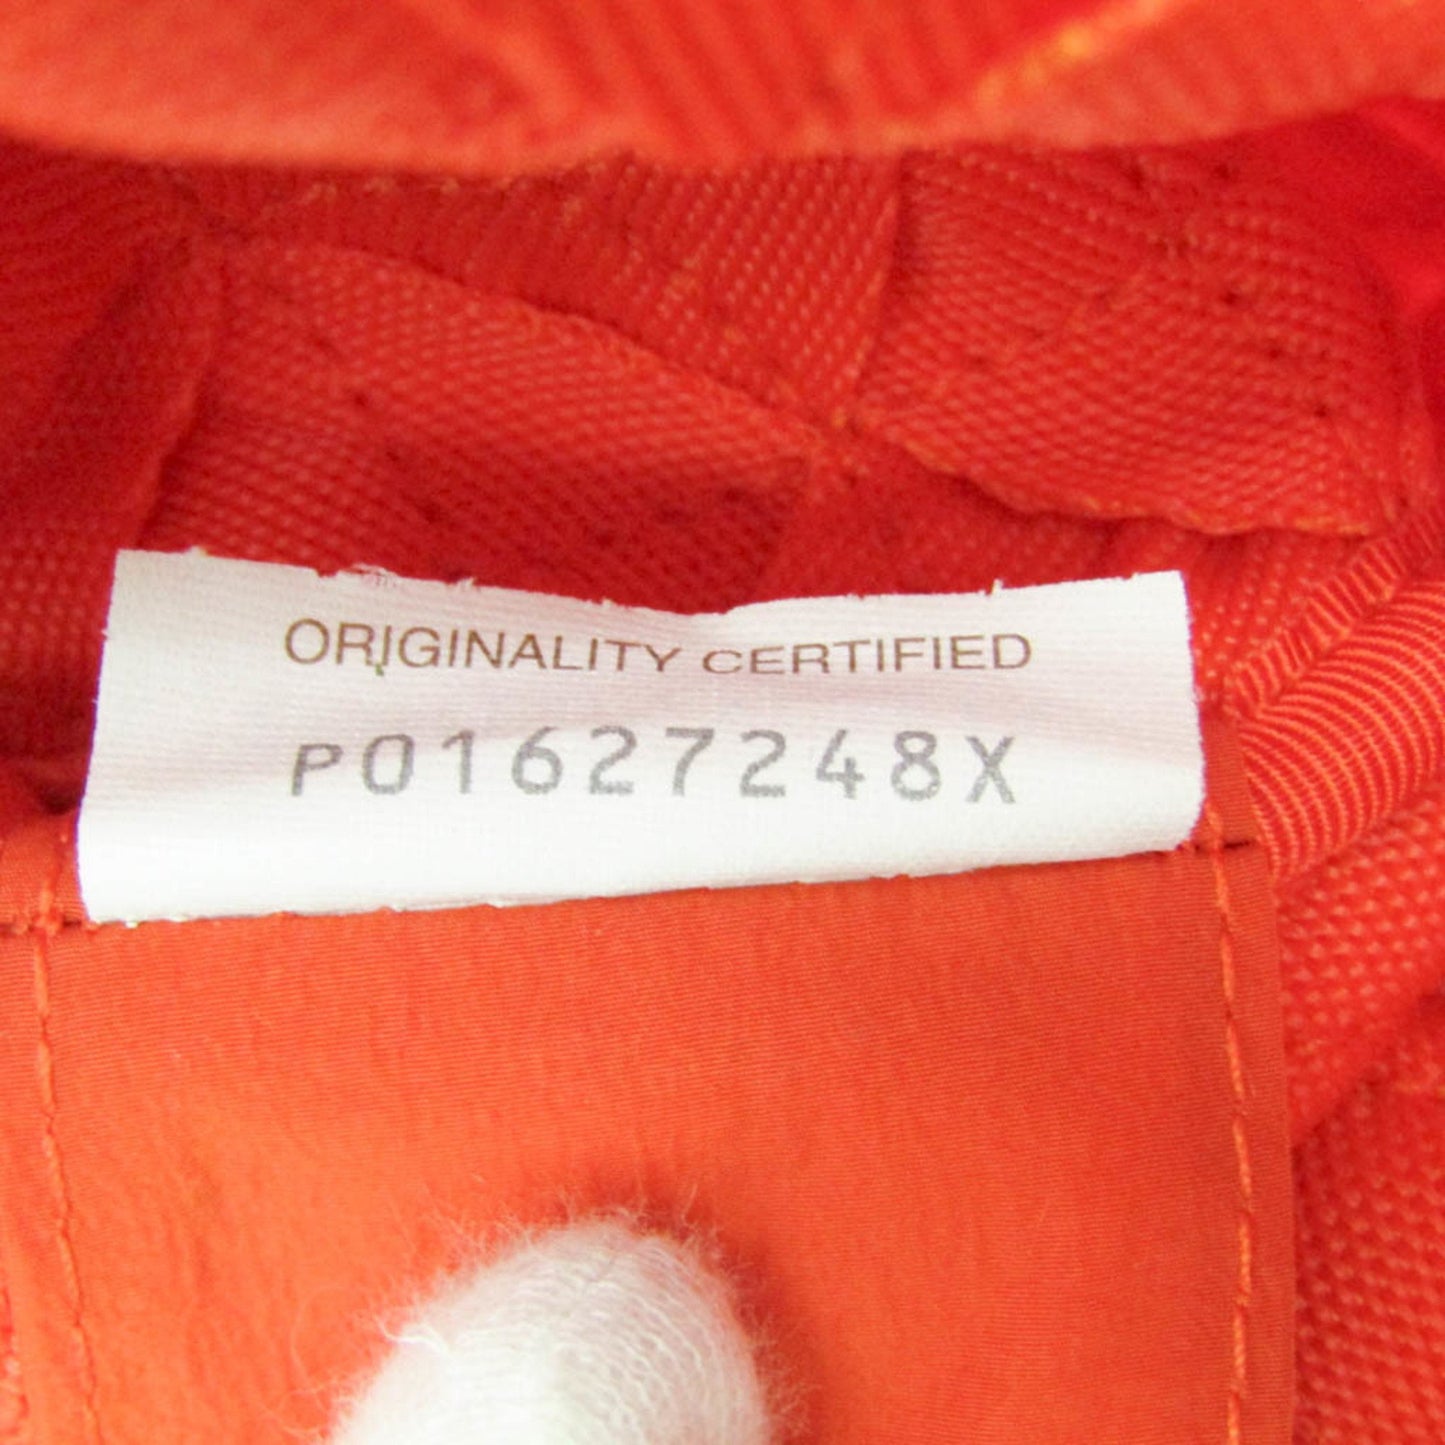 ORIGINALITY CERTIFIED
P01627248X